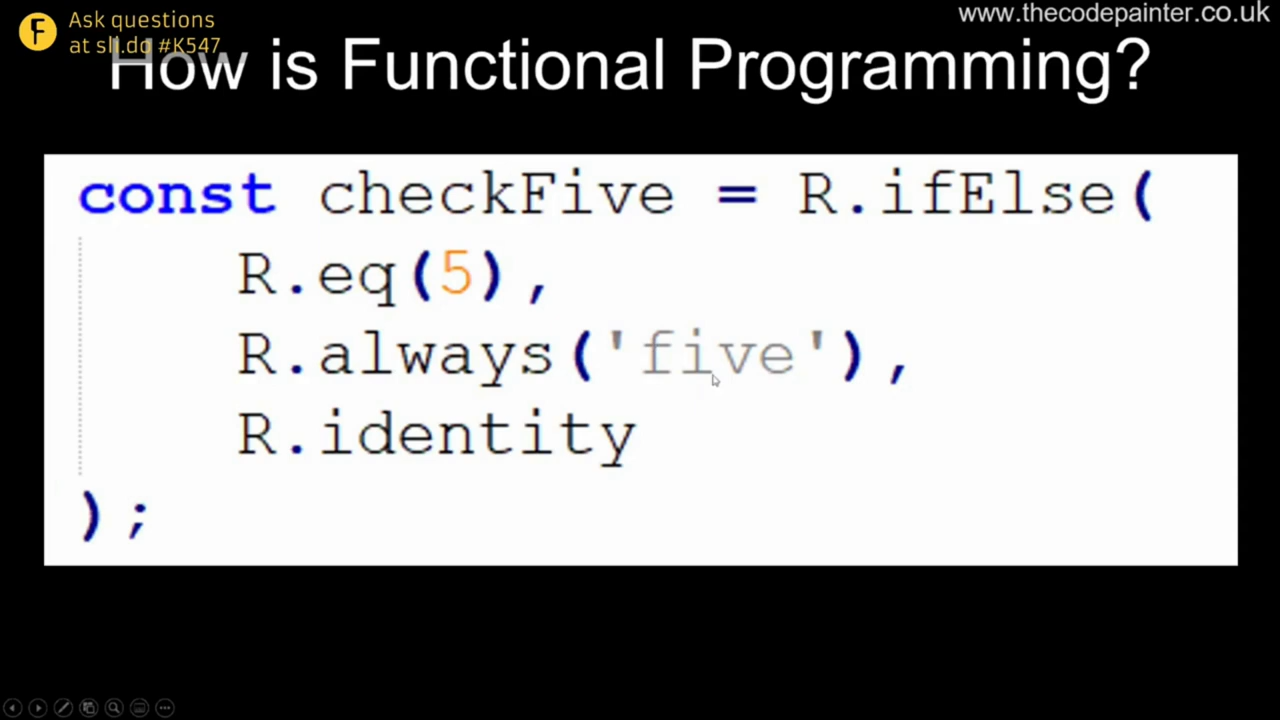 Ask questions
at sli.do #K547
www.thecodepainter.co.uk
How is Functional Programming?
const checkFive = R.ifElse(
R.eq(5),
R.always('five'),
R.identity
);